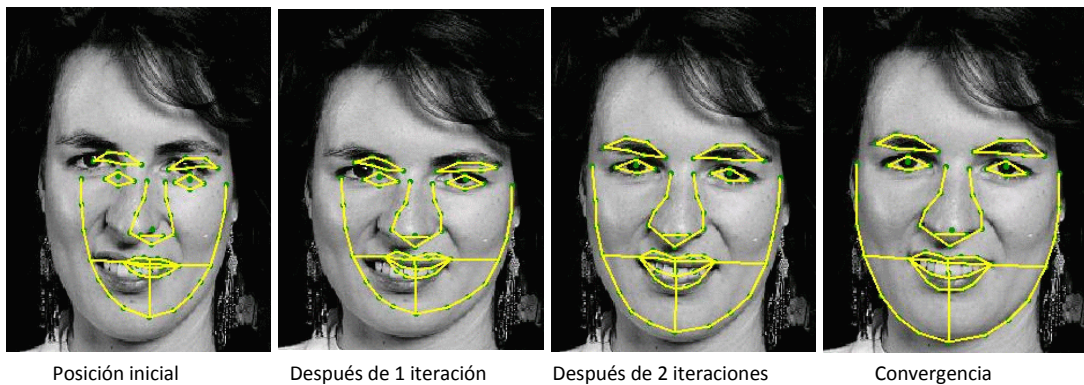 Posición inicial
Después de 1 iteración
Después de 2 iteraciones
Convergencia